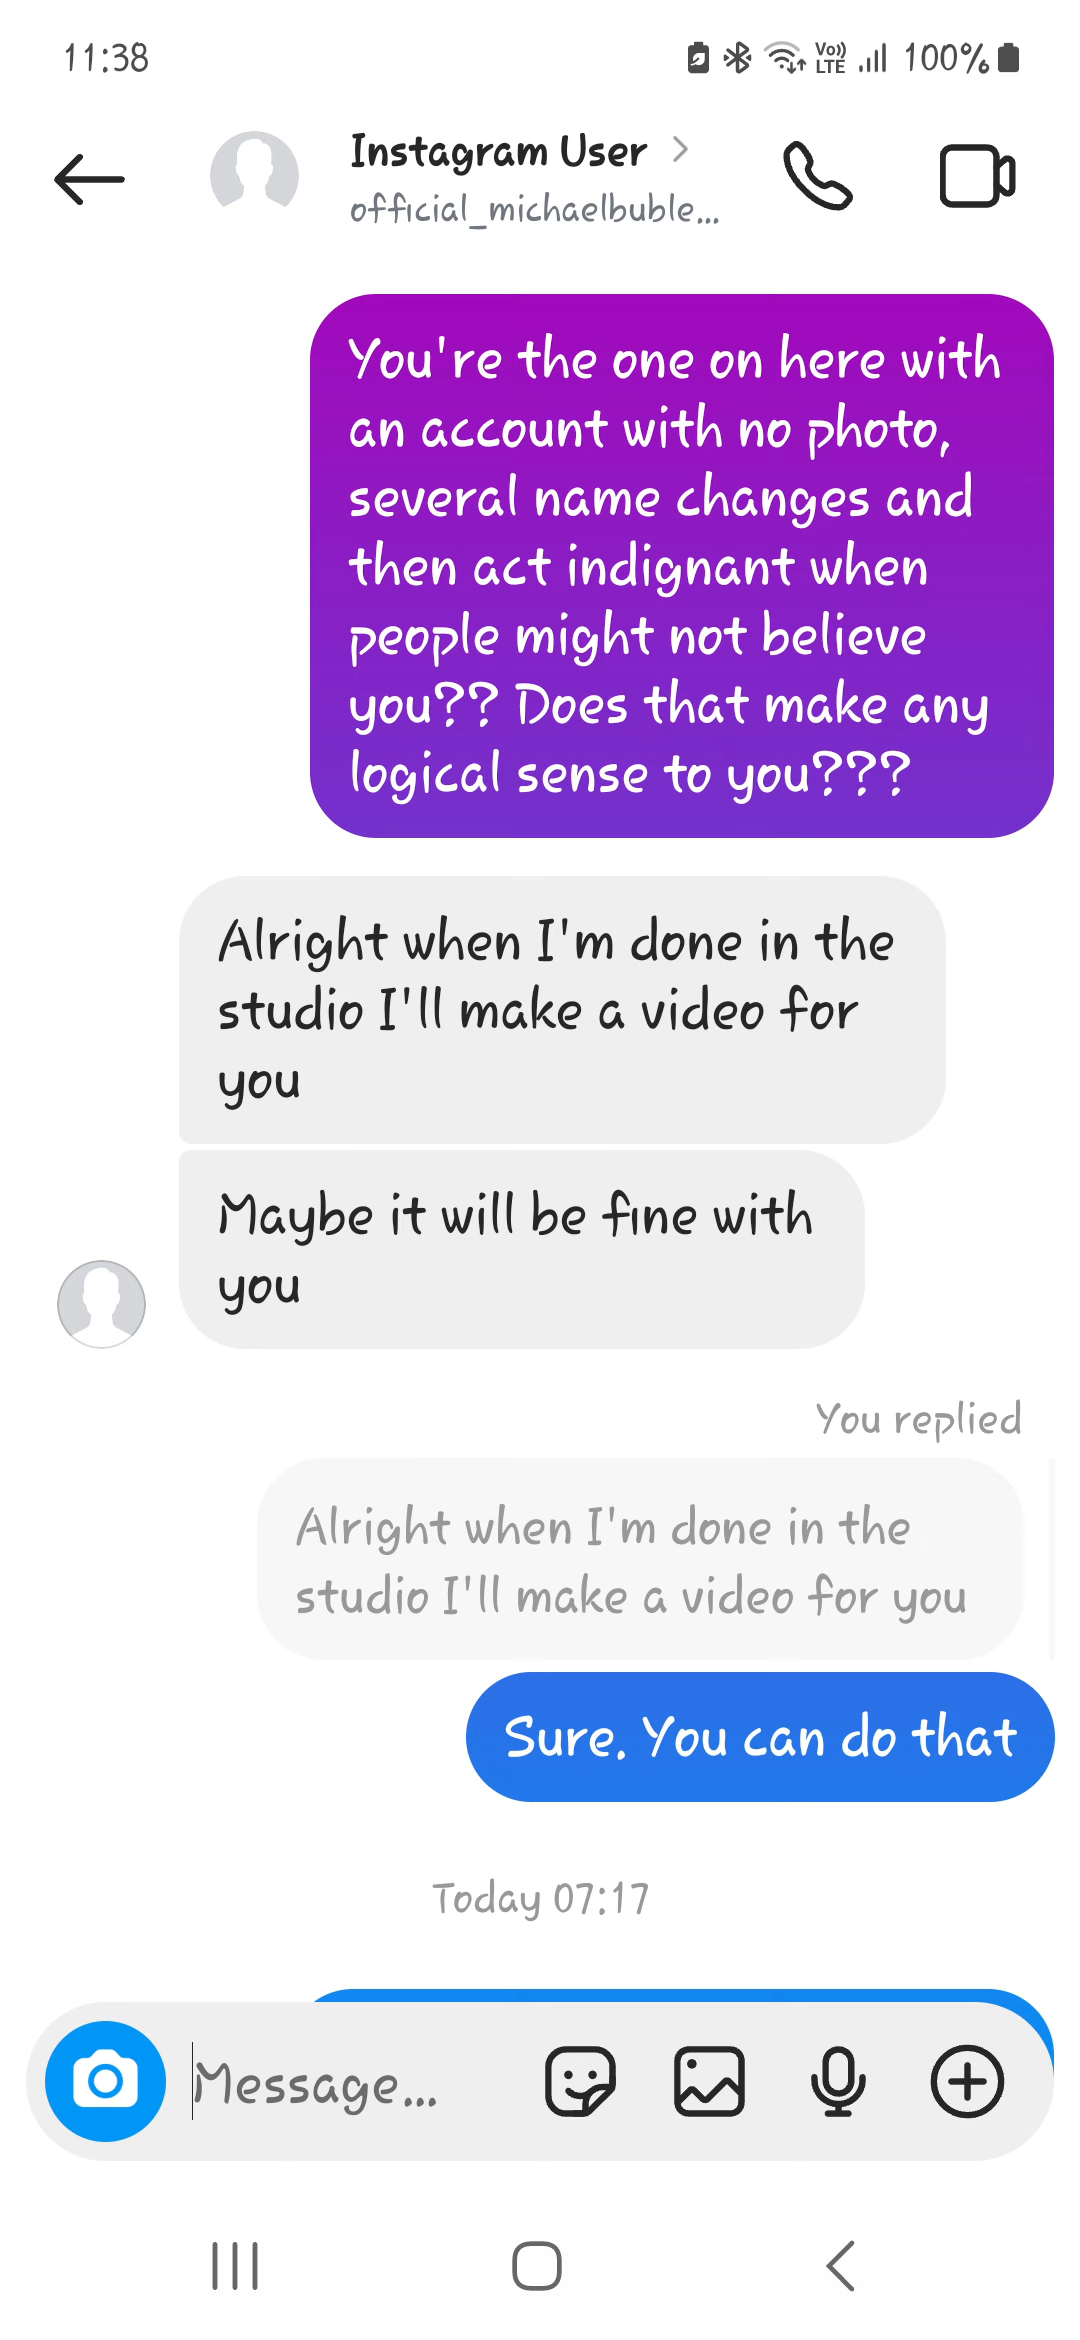 11:38
Vo)) LTE 100%
Instagram User
official_michaelbuble...
You're the one on here with
an account with no photo,
several name changes and
then act indignant when
people might not believe
you?? Does that make any
logical sense to you???
Alright when I'm done in the
studio I'll make a video for
you
Maybe it will be fine with
you
You replied
Alright when I'm done in the
studio I'll make a video for you
Sure. You can do that
Today 07:17
Message...